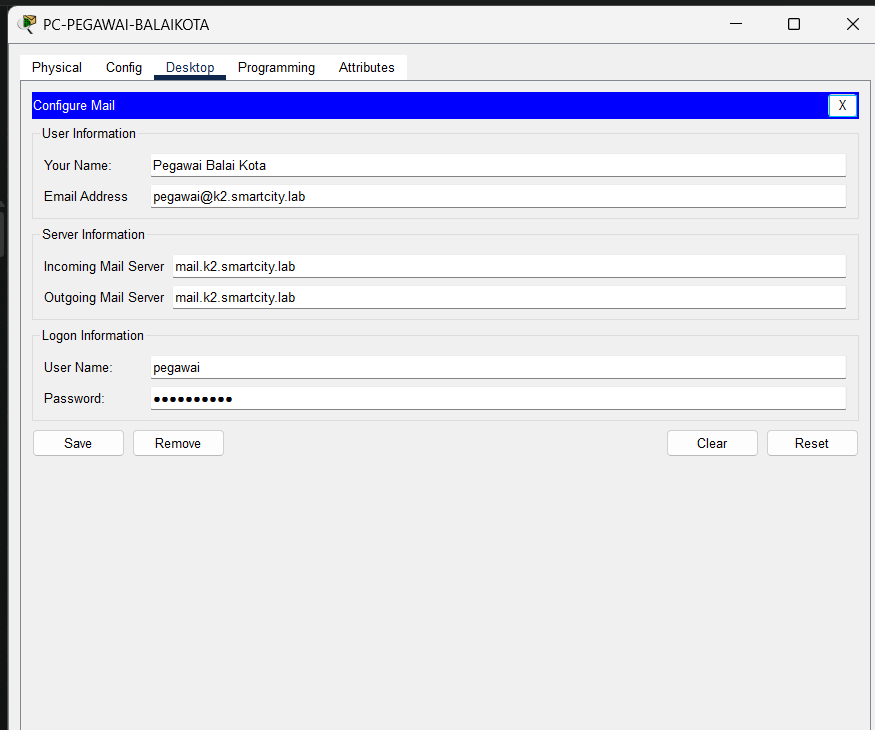 PC-PEGAWAI-BALAIKOTA
Physical Config Desktop Programming Attributes
Configure Mail X
User Information
Your Name: Pegawai Balai Kota
Email Address pegawai@k2.smartcity.lab
Server Information
Incoming Mail Server mail.k2.smartcity.lab
Outgoing Mail Server mail.k2.smartcity.lab
Logon Information
User Name: pegawai
Password: ●●●●●●●●●●
Save Remove Clear Reset